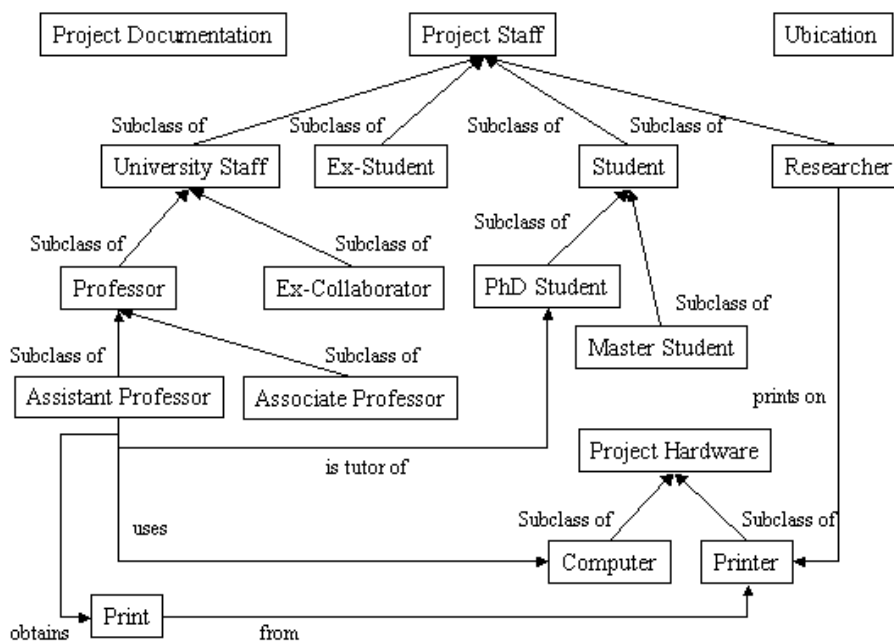 Project Documentation
Project Staff
Ubication
Subclass of
Subclass of
Subclass of
Subclass of
University Staff
Ex-Student
Student
Researcher
Subclass of
Subclass of
Subclass of
Professor
Ex-Collaborator
PhD Student
Subclass of
Master Student
Subclass of
Subclass of
Assistant Professor
Associate Professor
prints on
Project Hardware
is tutor of
uses
Subclass of
Subclass of
Computer
Printer
Print
obtains
from